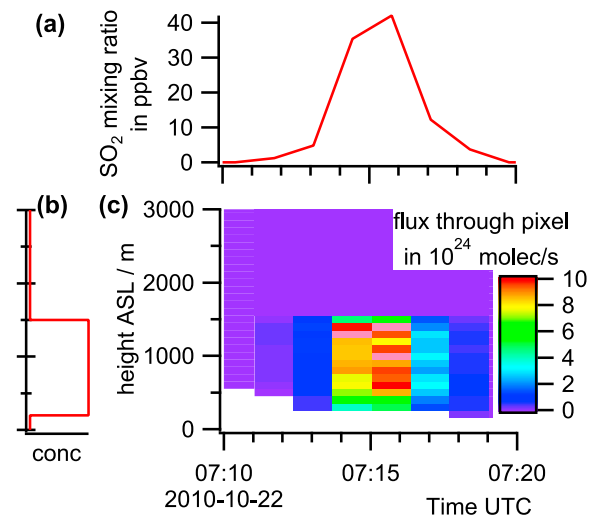 (a)
SO2 mixing ratio
in ppbv
40
30
20
10
0
(b)
conc
(c)
height ASL / m
3000
2000
1000
0
flux through pixel
in 10^24 molec/s
10
8
6
4
2
0
07:10
07:15
07:20
2010-10-22
Time UTC